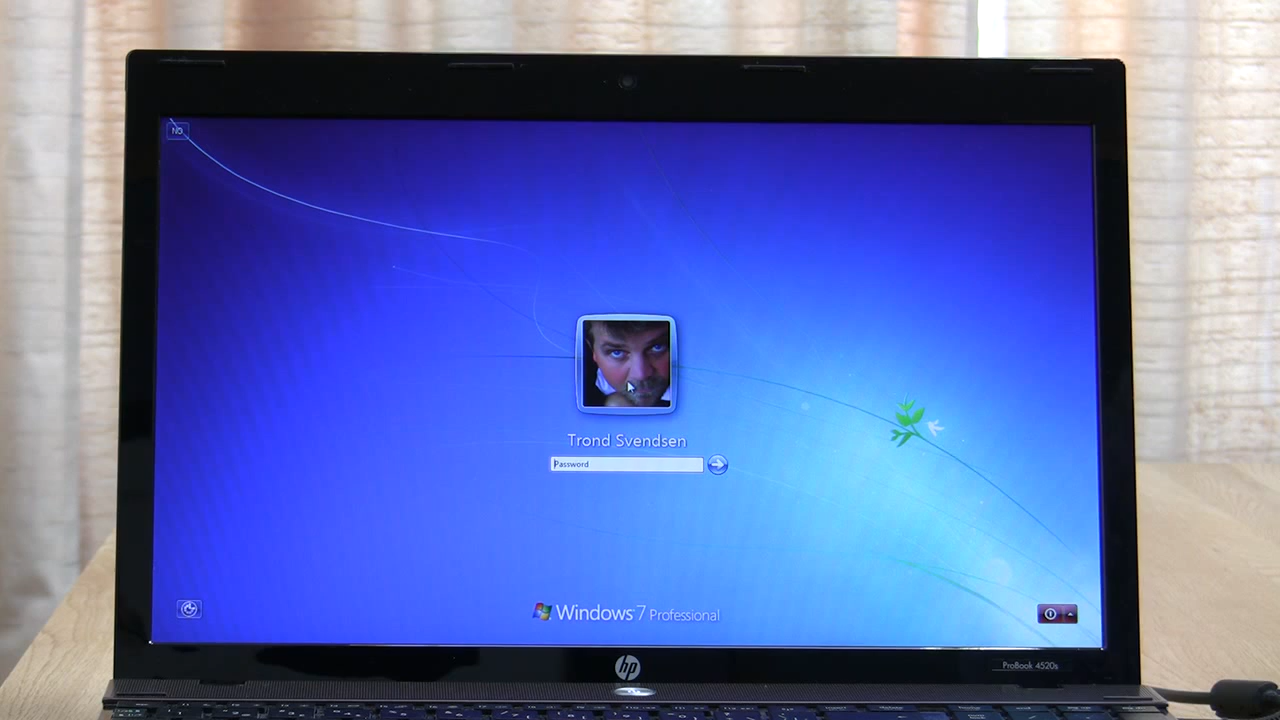 NO
Trond Svendsen
Password
Windows 7 Professional
hp
ProBook 4520s